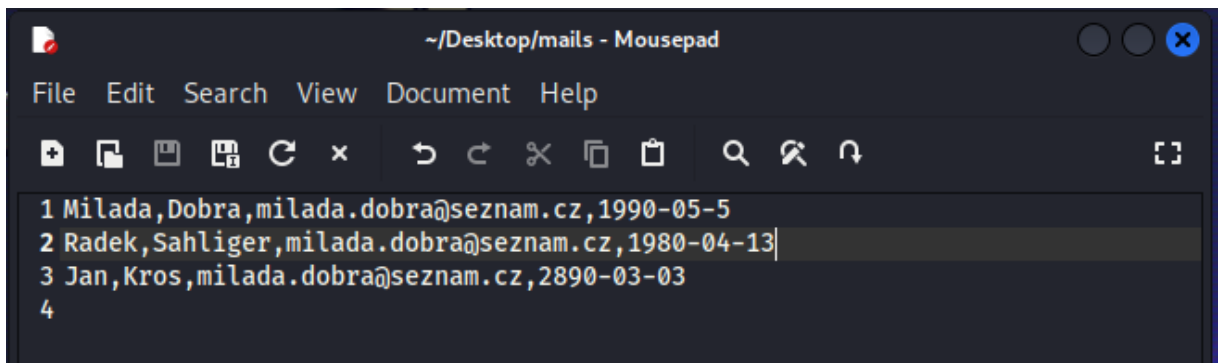 ~/Desktop/mails - Mousepad
File Edit Search View Document Help
1 Milada,Dobra,milada.dobra@seznam.cz,1990-05-5
2 Radek,Sahliger,milada.dobra@seznam.cz,1980-04-13
3 Jan,Kros,milada.dobra@seznam.cz,2890-03-03
4